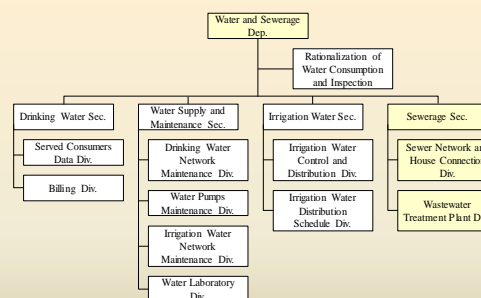 Water and Sewerage
Dep.
Rationalization of
Water Consumption
and Inspection
Drinking Water Sec.
Served Consumers
Data Div.
Billing Div.
Water Supply and
Maintenance Sec.
Drinking Water
Network
Maintenance Div.
Water Pumps
Maintenance Div.
Irrigation Water
Network
Maintenance Div.
Water Laboratory
Div.
Irrigation Water Sec.
Irrigation Water
Control and
Distribution Div.
Irrigation Water
Distribution
Schedule Div.
Sewerage Sec.
Sewer Network an
House Connection
Div.
Wastewater
Treatment Plant D